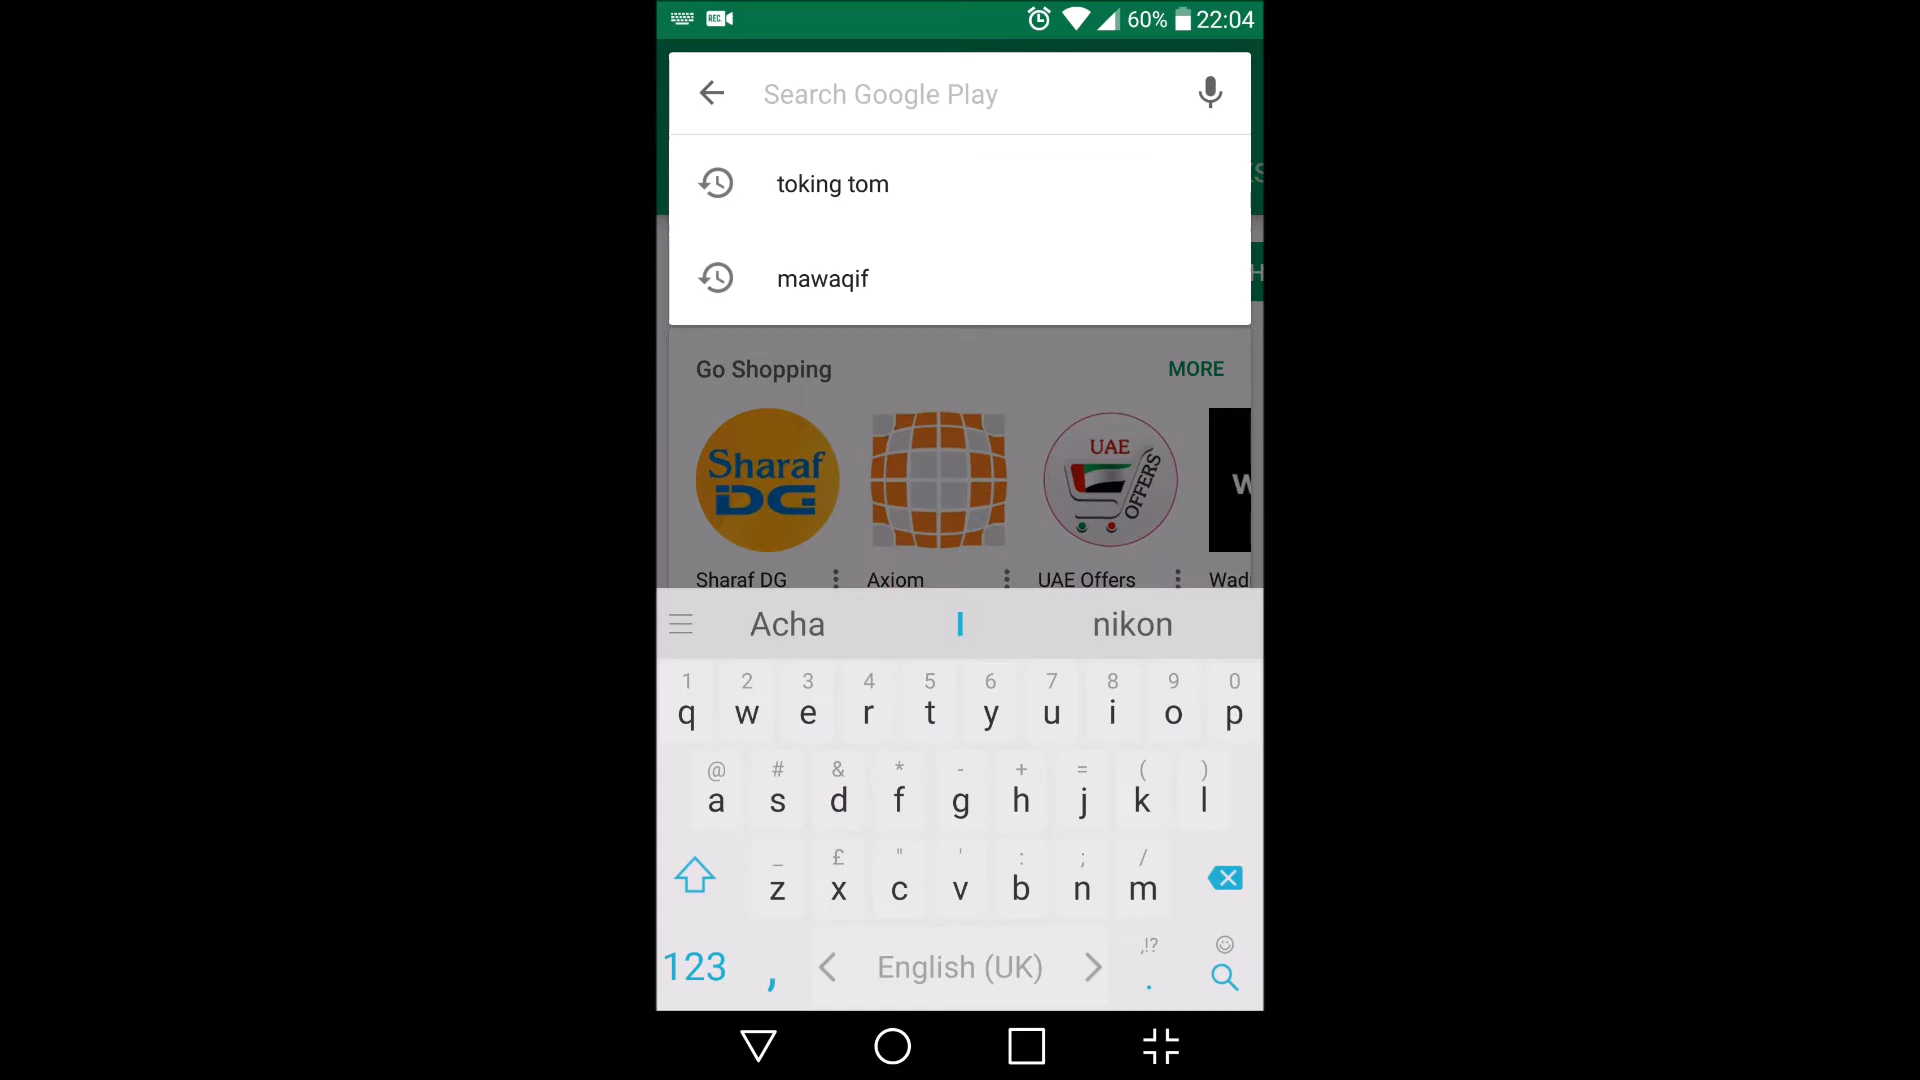 REC 60% 22:04
Search Google Play
toking tom
mawaqif
Go Shopping MORE
Sharaf DG
UAE OFFERS
Sharaf DG Axiom UAE Offers Wad
Acha I nikon
1 2 3 4 5 6 7 8 9 0
q w e r t y u i o p
@ # & * - + = ( )
a s d f g h j k l
_ £ " ' : ; /
z x c v b n m
,!?
123 , English (UK) .